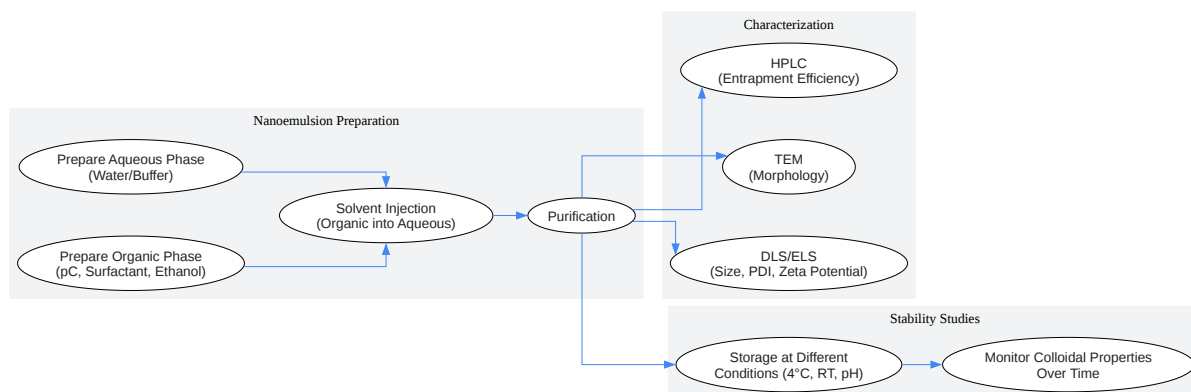 Nanoemulsion Preparation
Prepare Aqueous Phase
(Water/Buffer)
Prepare Organic Phase
(pC, Surfactant, Ethanol)
Solvent Injection
(Organic into Aqueous)
Purification
Characterization
HPLC
(Entrapment Efficiency)
TEM
(Morphology)
DLS/ELS
(Size, PDI, Zeta Potential)
Stability Studies
Storage at Different
Conditions (4°C, RT, pH)
Monitor Colloidal Properties
Over Time